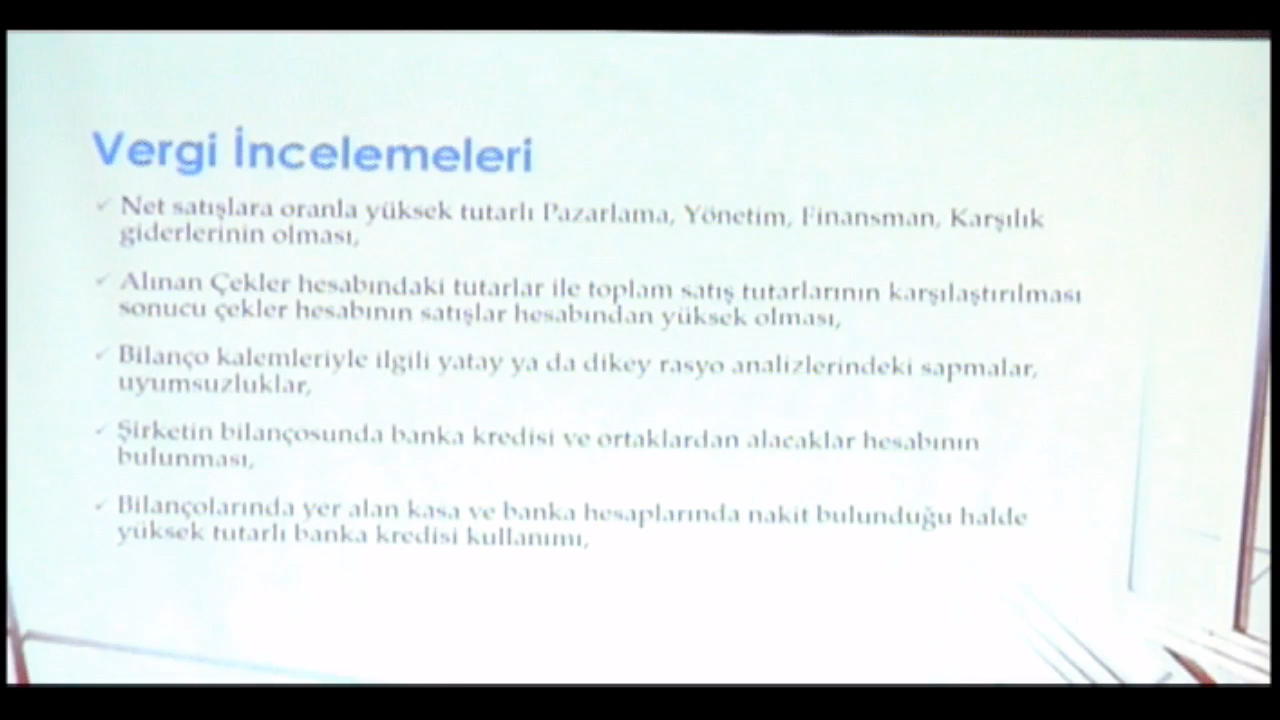 Vergi İncelemeleri
✓ Net satışlara oranla yüksek tutarlı Pazarlama, Yönetim, Finansman, Karşılık
giderlerinin olması,
✓ Alınan Çekler hesabındaki tutarlar ile toplam satış tutarlarının karşılaştırılması
sonucu çekler hesabının satışlar hesabından yüksek olması,
✓ Bilanço kalemleriyle ilgili yatay ya da dikey rasyo analizlerindeki sapmalar,
uyumsuzluklar,
✓ Şirketin bilançosunda banka kredisi ve ortaklardan alacaklar hesabının
bulunması,
✓ Bilançolarında yer alan kasa ve banka hesaplarında nakit bulunduğu halde
yüksek tutarlı banka kredisi kullanımı,